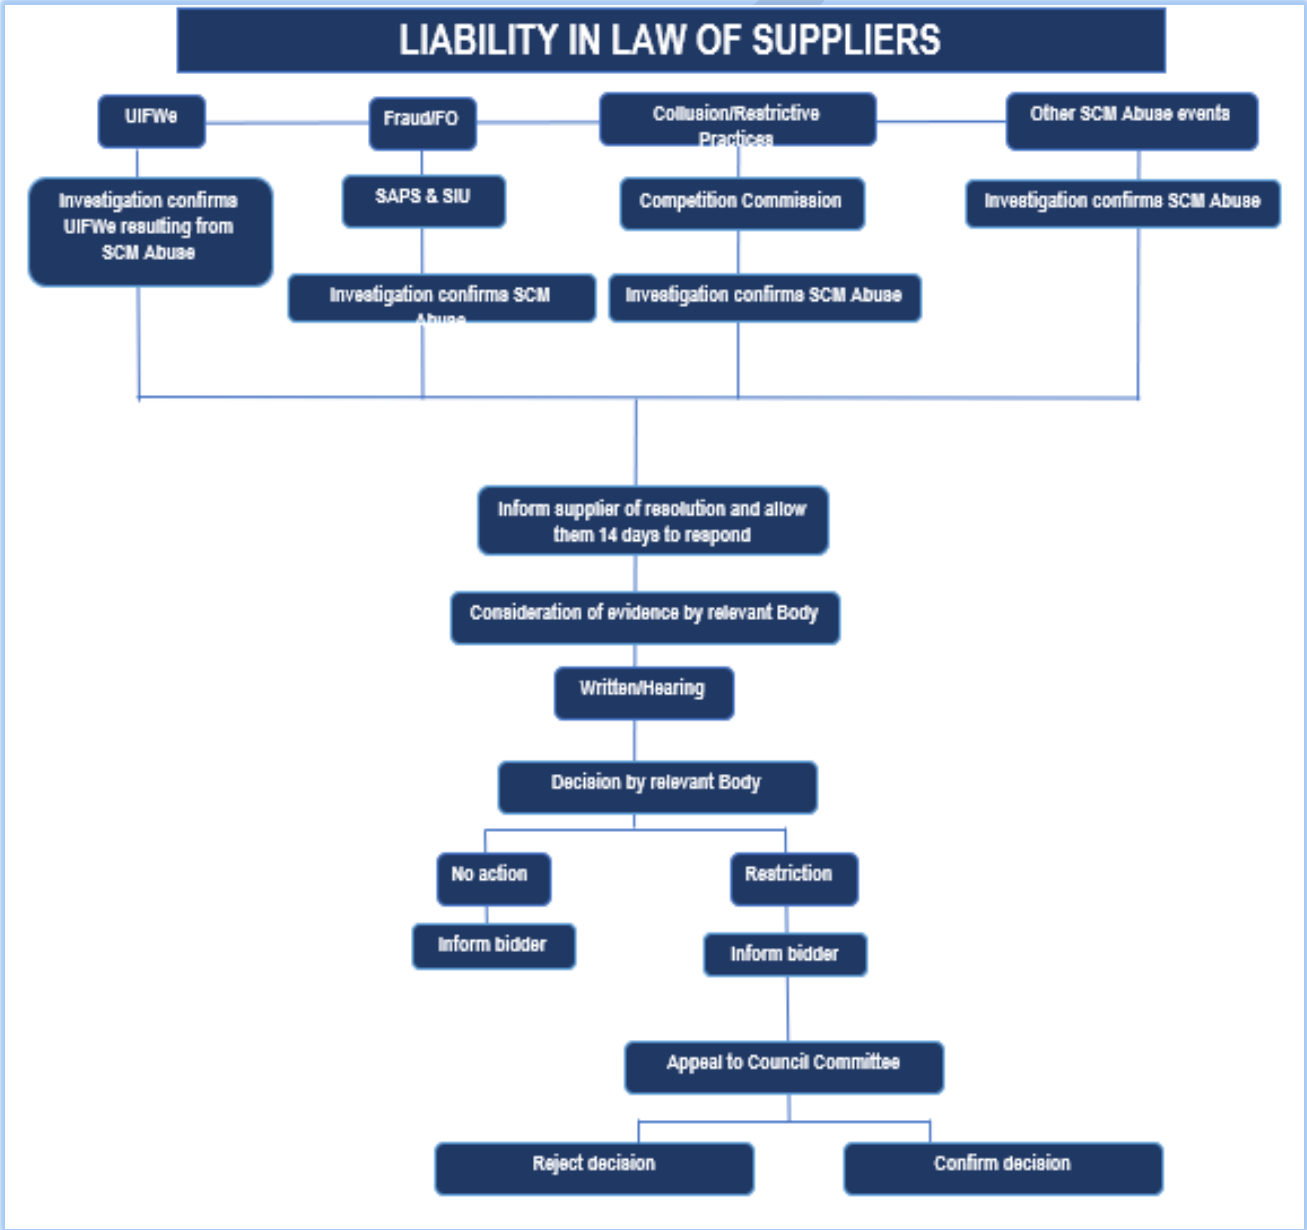 LIABILITY IN LAW OF SUPPLIERS
UIFWe
Fraud/FO
Collusion/Restrictive
Practices
Other SCM Abuse events
Investigation confirms
UIFWe resulting from
SCM Abuse
SAPS & SIU
Competition Commission
Investigation confirms SCM Abuse
Investigation confirms SCM
Abuse
Investigation confirms SCM Abuse
Inform supplier of resolution and allow
them 14 days to respond
Consideration of evidence by relevant Body
Written/Hearing
Decision by relevant Body
No action
Restriction
Inform bidder
Inform bidder
Appeal to Council Committee
Reject decision
Confirm decision